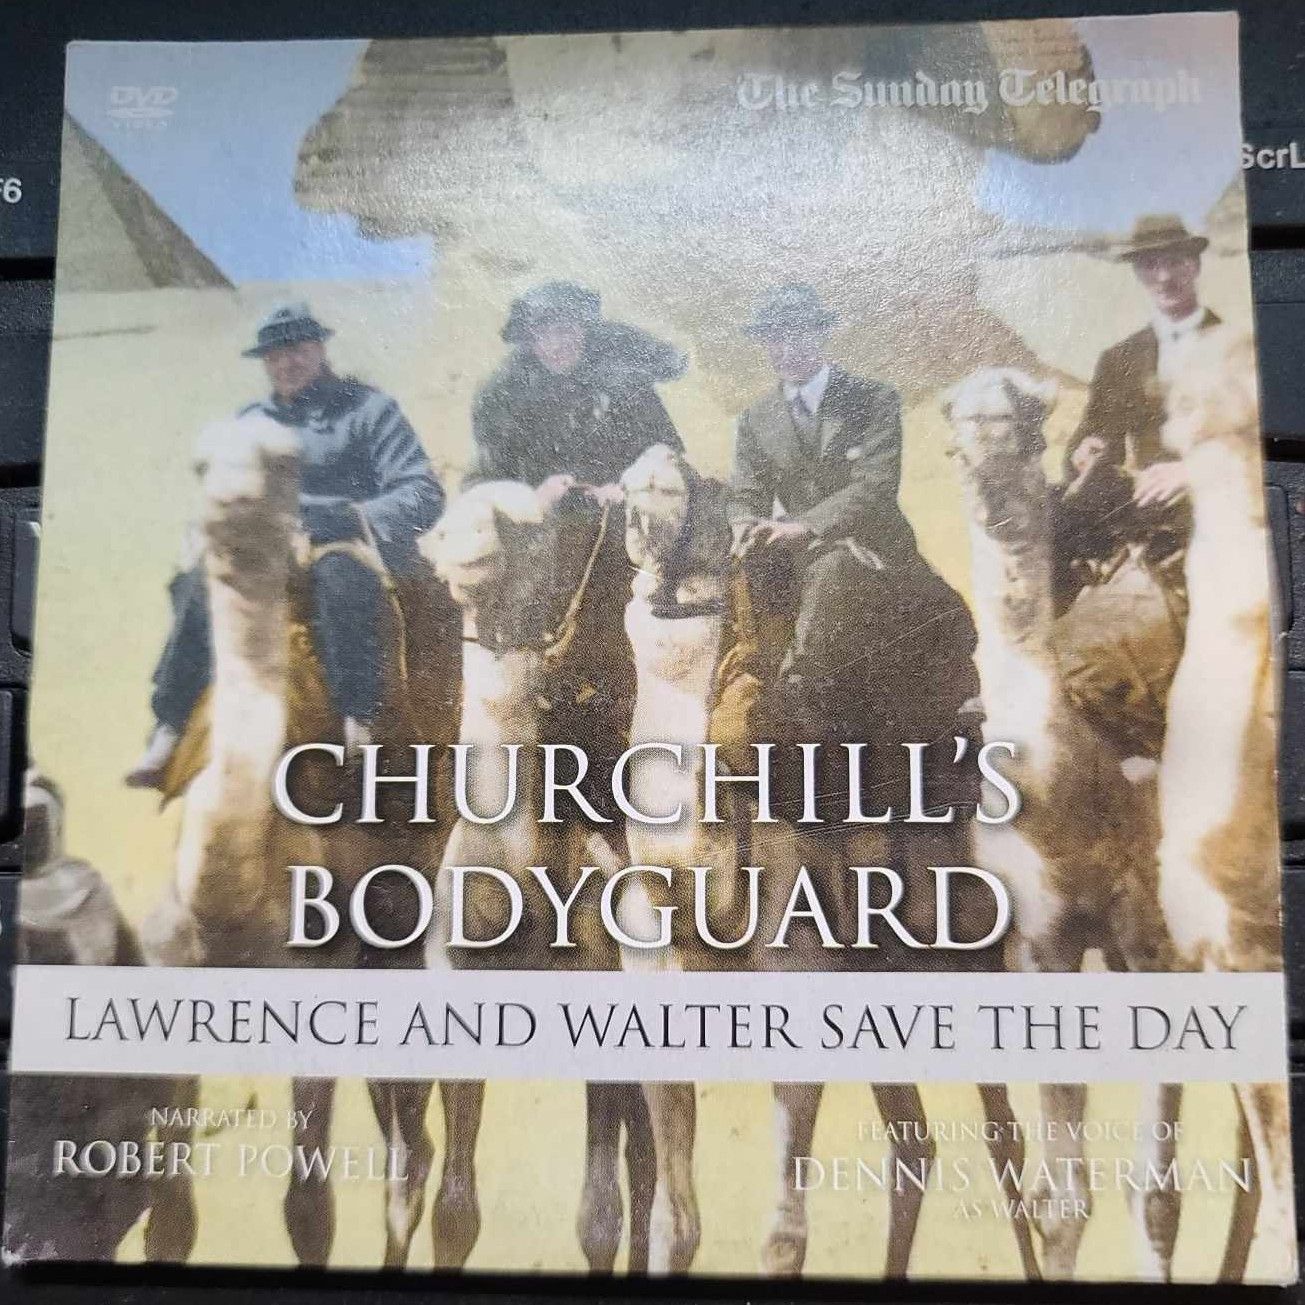 DVD
VIDEO
The Sunday Telegraph
F6
ScrL
CHURCHILL'S
BODYGUARD
LAWRENCE AND WALTER SAVE THE DAY
NARRATED BY
ROBERT POWELL
FEATURING THE VOICE OF
DENNIS WATERMAN
AS WALTER